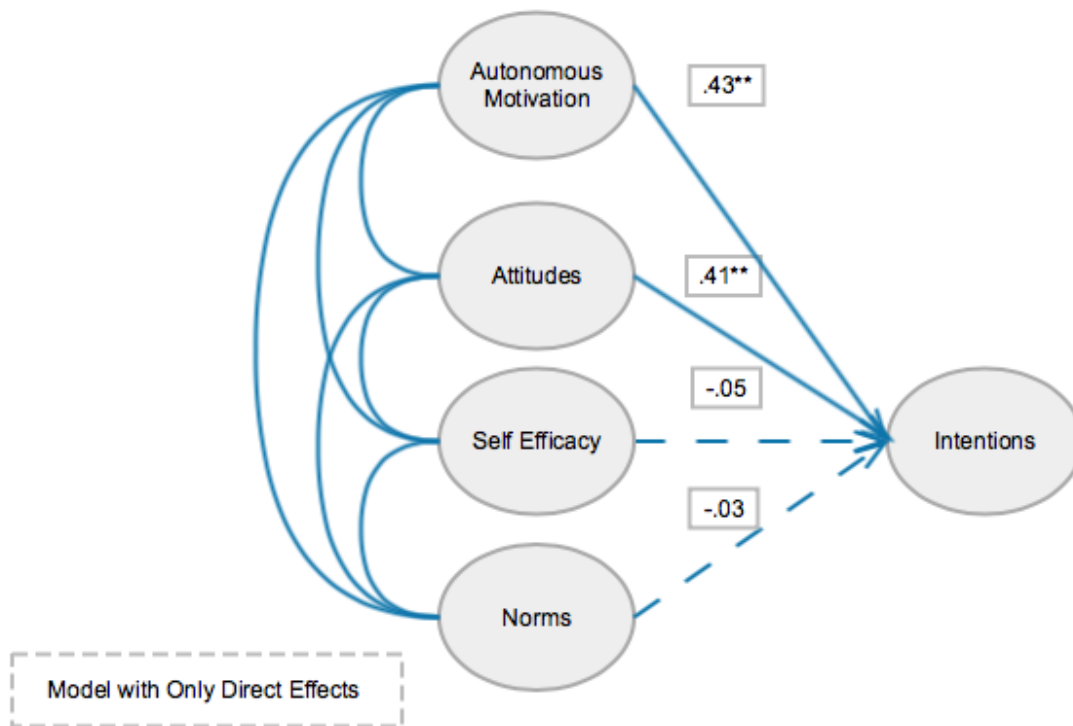 Autonomous
Motivation
.43**
Attitudes
.41**
-.05
Self Efficacy
Intentions
-.03
Norms
Model with Only Direct Effects